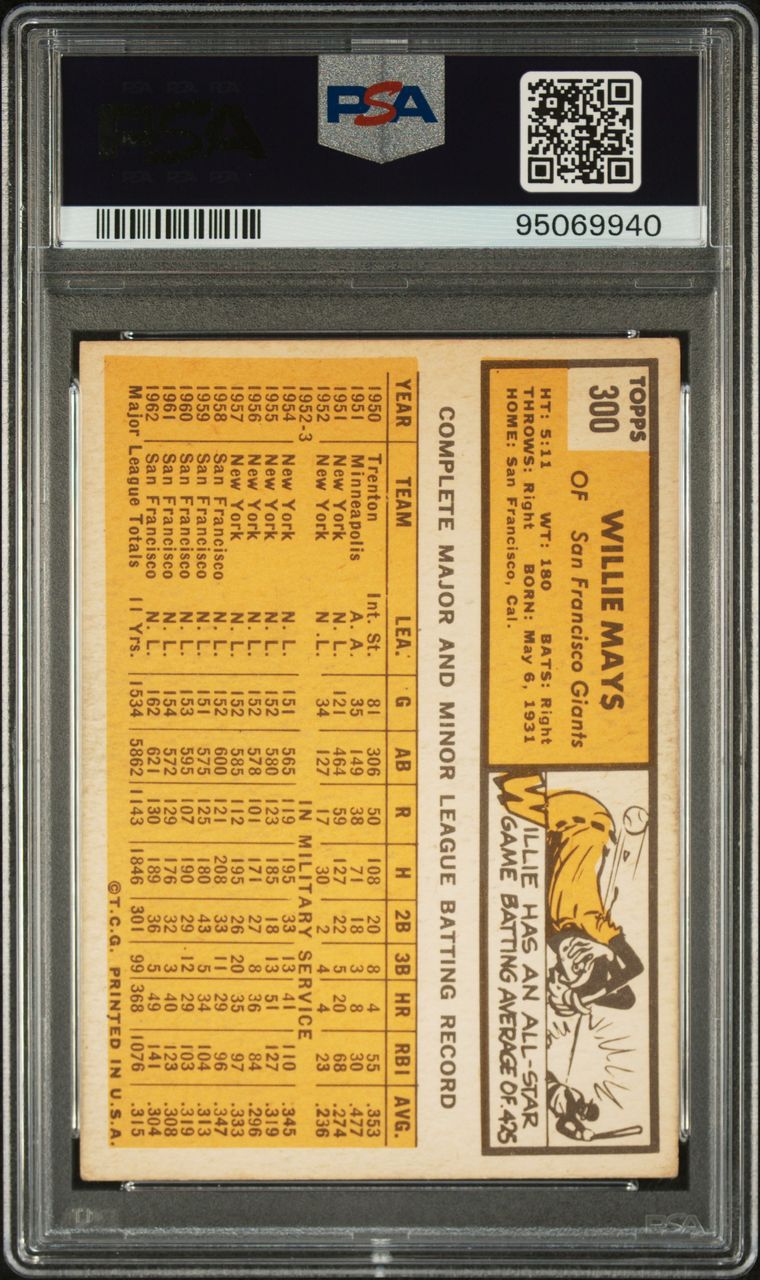 PSA
95069940
TOPPS
300
WILLIE MAYS
OF San Francisco Giants
HT: 5:11 WT: 180 BATS: Right
THROWS: Right BORN: May 6, 1931
HOME: San Francisco, Cal.
WILLIE HAS AN ALL-STAR
GAME BATTING AVERAGE OF .425
COMPLETE MAJOR AND MINOR LEAGUE BATTING RECORD
YEAR TEAM LEA. G AB R H 2B 3B HR RBI AVG.
1950 Trenton Int. St. 81 306 50 108 20 8 4 55 .353
1951 Minneapolis A. A. 35 149 38 71 18 3 8 30 .477
1951 New York N. L. 121 464 59 127 22 5 20 68 .274
1952 New York N .L. 34 127 17 30 2 4 4 23 .236
1952-3 IN MILITARY SERVICE
1954 New York N. L. 151 565 119 195 33 13 41 110 .345
1955 New York N. L. 152 580 123 185 18 13 51 127 .319
1956 New York N. L. 152 578 101 171 27 8 36 84 .296
1957 New York N. L. 152 585 112 195 26 20 35 97 .333
1958 San Francisco N. L. 152 600 121 208 33 11 29 96 .347
1959 San Francisco N. L. 151 575 125 180 43 5 34 104 .313
1960 San Francisco N. L. 153 595 107 190 29 12 29 103 .319
1961 San Francisco N. L. 154 572 129 176 32 3 40 123 .308
1962 San Francisco N. L. 162 621 130 189 36 5 49 141 .304
Major League Totals 11 Yrs. 1534 5862 1143 1846 301 99 368 1076 .315
©T.C.G. PRINTED IN U.S.A.
PSA